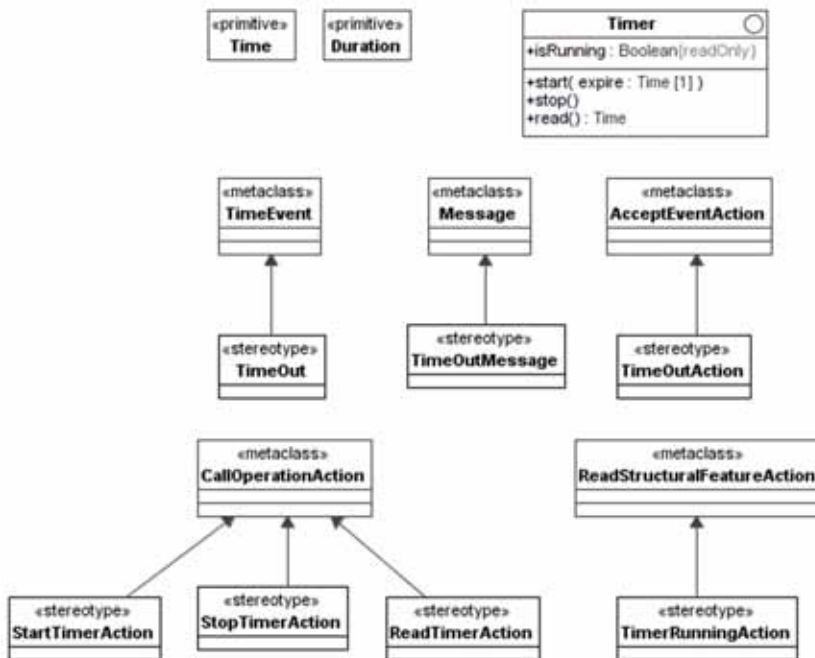 «primitive»
Time
«primitive»
Duration
Timer
+isRunning : Boolean{readOnly}
+start( expire : Time [1] )
+stop()
+read() : Time
«metaclass»
TimeEvent
«metaclass»
Message
«metaclass»
AcceptEventAction
«stereotype»
TimeOut
«stereotype»
TimeOutMessage
«stereotype»
TimeOutAction
«metaclass»
CallOperationAction
«metaclass»
ReadStructuralFeatureAction
«stereotype»
StartTimerAction
«stereotype»
StopTimerAction
«stereotype»
ReadTimerAction
«stereotype»
TimerRunningAction